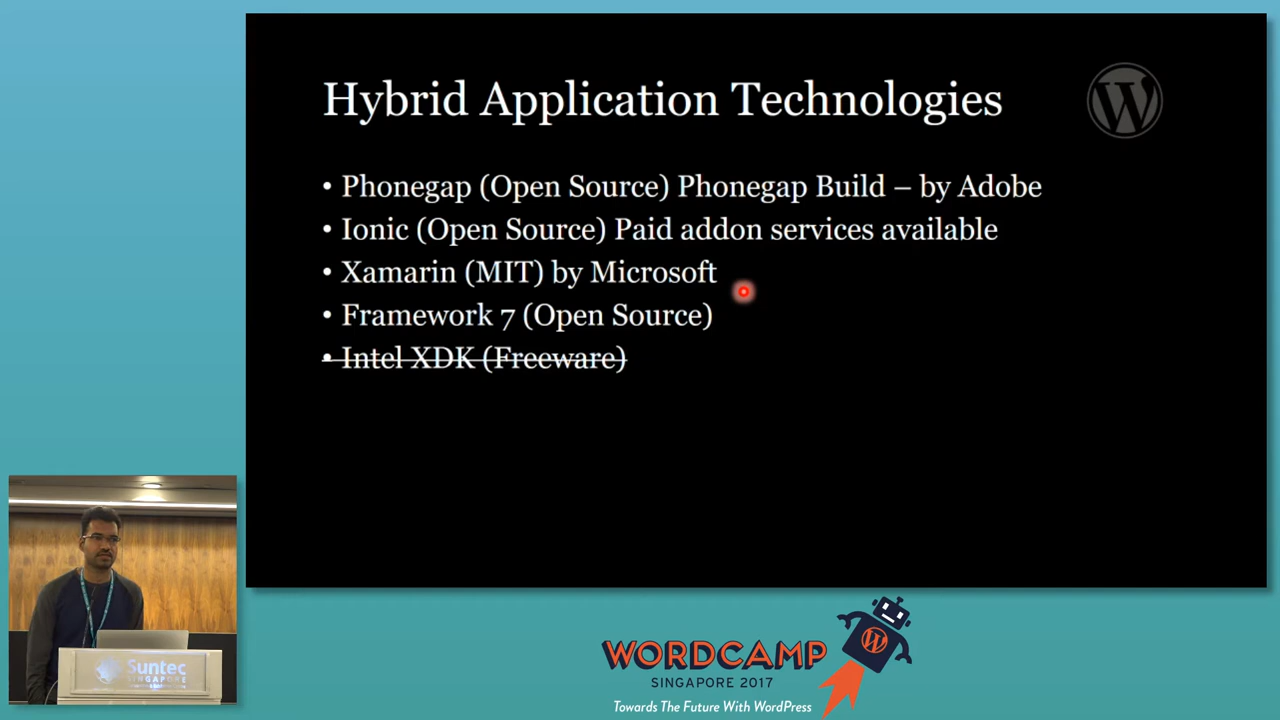 Hybrid Application Technologies
• Phonegap (Open Source) Phonegap Build – by Adobe
• Ionic (Open Source) Paid addon services available
• Xamarin (MIT) by Microsoft
• Framework 7 (Open Source)
• Intel XDK (Freeware)
Suntec
SINGAPORE
WORDCAMP
SINGAPORE 2017
Towards The Future With WordPress